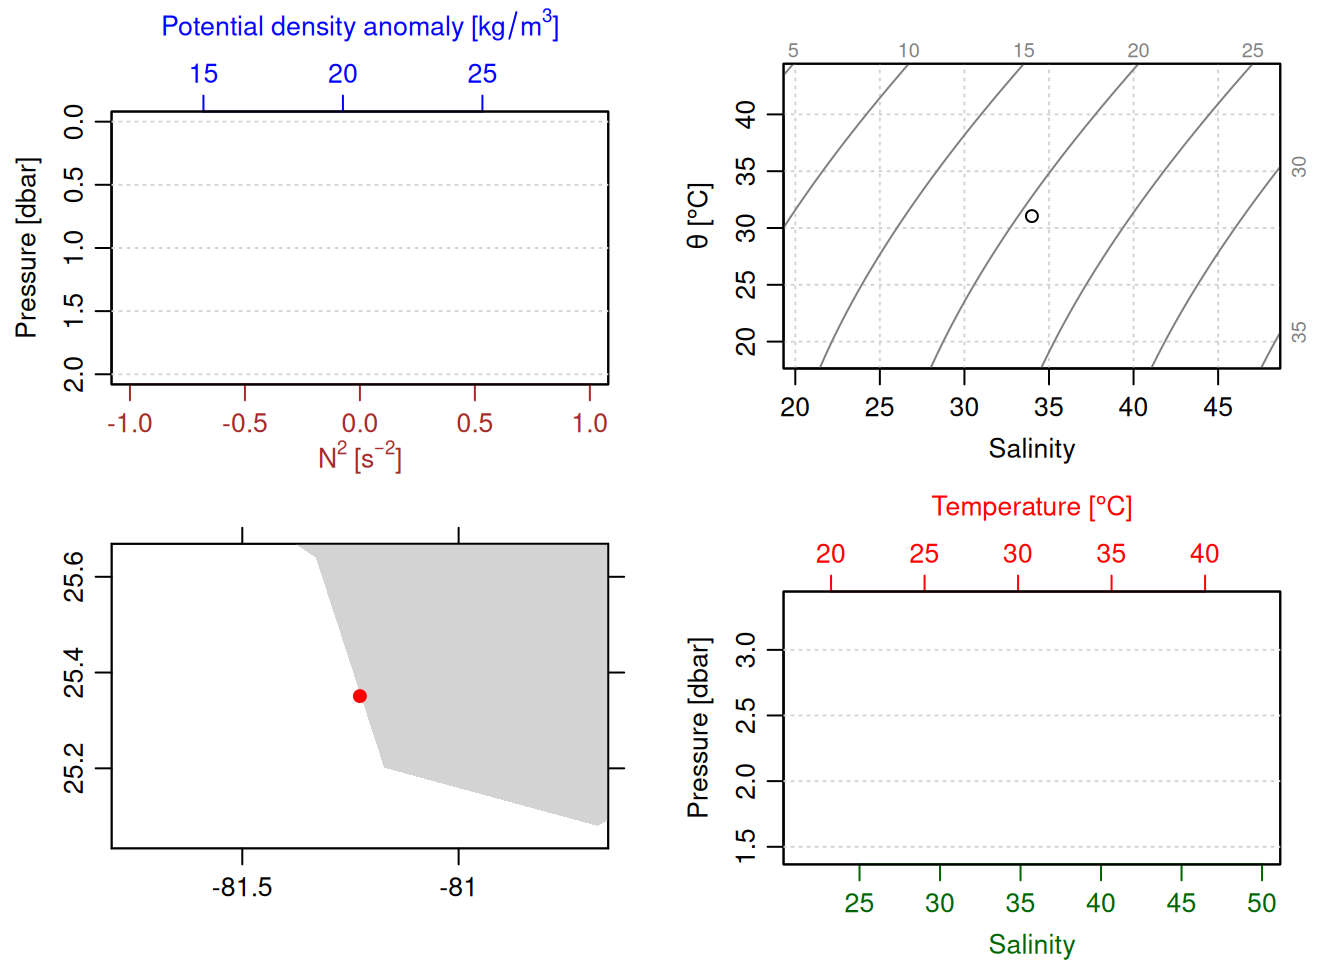 Potential density anomaly [kg/m³]
15 20 25
Pressure [dbar]
0.0
0.5
1.0
1.5
2.0
-1.0 -0.5 0.0 0.5 1.0
N² [s⁻²]
5 10 15 20 25
30
35
θ [°C]
40
35
30
25
20
20 25 30 35 40 45
Salinity
25.6
25.4
25.2
-81.5 -81
Temperature [°C]
20 25 30 35 40
Pressure [dbar]
3.0
2.5
2.0
1.5
25 30 35 40 45 50
Salinity